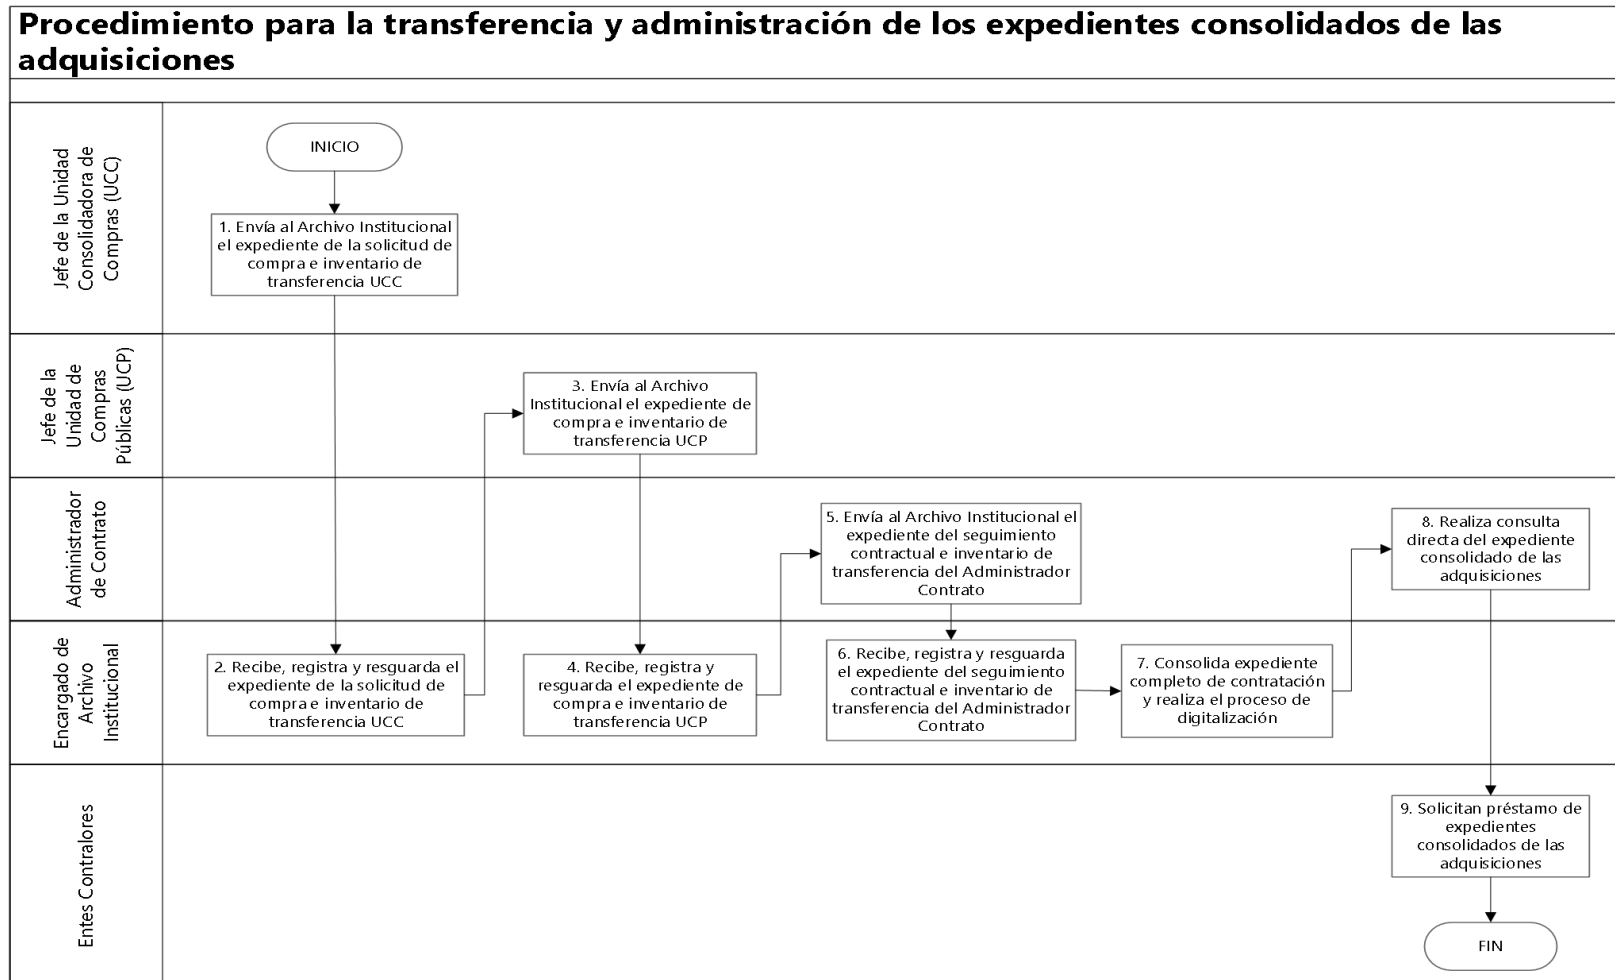 Procedimiento para la transferencia y administración de los expedientes consolidados de las
adquisiciones
Jefe de la Unidad
Consolidadora de
Compras (UCC)
INICIO
1. Envía al Archivo Institucional
el expediente de la solicitud de
compra e inventario de
transferencia UCC
Jefe de la
Unidad de
Compras
Públicas (UCP)
3. Envía al Archivo
Institucional el expediente de
compra e inventario de
transferencia UCP
Administrador
de Contrato
5. Envía al Archivo Institucional el
expediente del seguimiento
contractual e inventario de
transferencia del Administrador
Contrato
8. Realiza consulta
directa del expediente
consolidado de las
adquisiciones
Encargado de
Archivo
Institucional
2. Recibe, registra y resguarda el
expediente de la solicitud de
compra e inventario de
transferencia UCC
4. Recibe, registra y
resguarda el expediente de
compra e inventario de
transferencia UCP
6. Recibe, registra y resguarda
el expediente del seguimiento
contractual e inventario de
transferencia del Administrador
Contrato
7. Consolida expediente
completo de contratación
y realiza el proceso de
digitalización
Entes Contralores
9. Solicitan préstamo de
expedientes
consolidados de las
adquisiciones
FIN